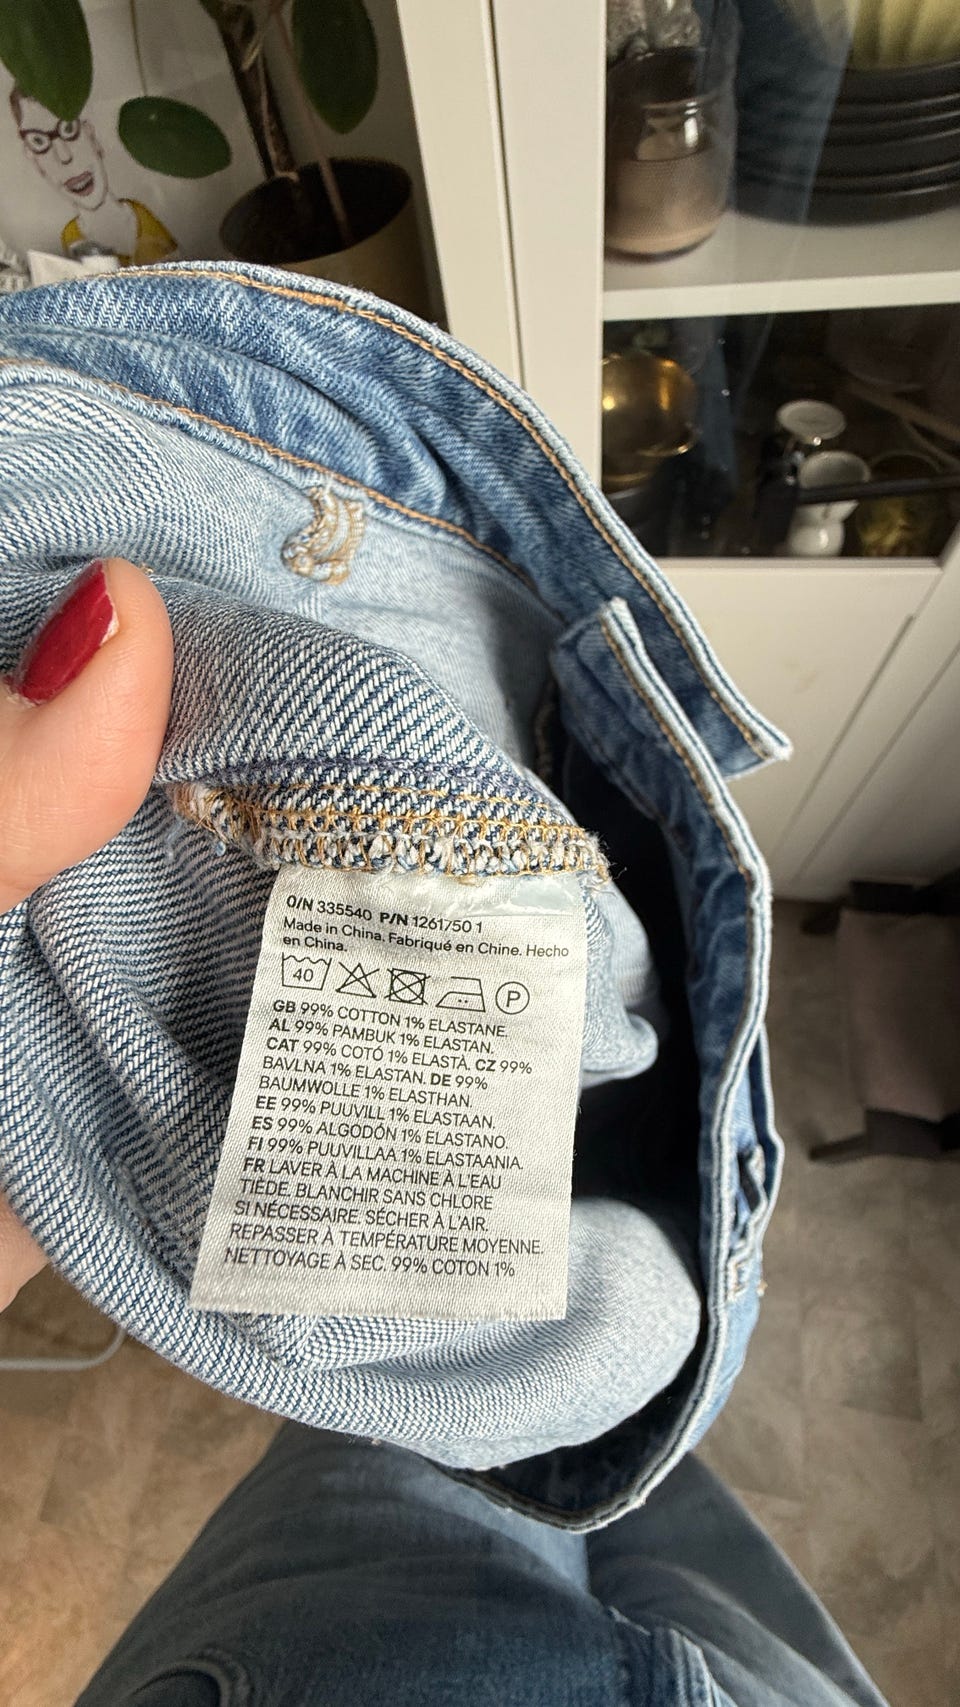 O/N 335540 P/N 1261750 1
Made in China. Fabriqué en Chine. Hecho
en China.
40 P
GB 99% COTTON 1% ELASTANE.
AL 99% PAMBUK 1% ELASTAN.
CAT 99% COTÓ 1% ELASTÀ. CZ 99%
BAVLNA 1% ELASTAN. DE 99%
BAUMWOLLE 1% ELASTHAN.
EE 99% PUUVILL 1% ELASTAAN.
ES 99% ALGODÓN 1% ELASTANO.
FI 99% PUUVILLAA 1% ELASTAANIA.
FR LAVER À LA MACHINE À L'EAU
TIÈDE. BLANCHIR SANS CHLORE
SI NÉCESSAIRE. SÉCHER À L'AIR.
REPASSER À TEMPÉRATURE MOYENNE.
NETTOYAGE À SEC. 99% COTON 1%